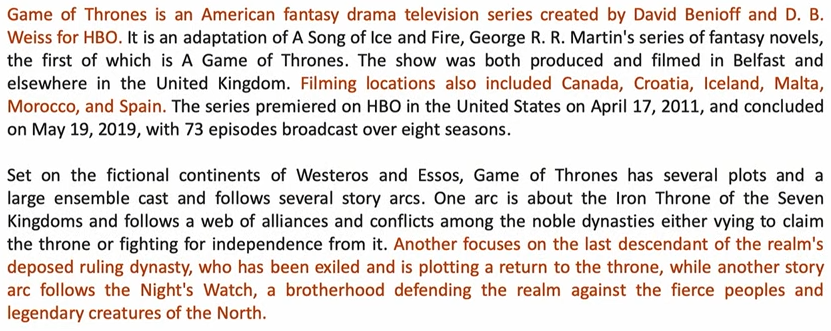 Game of Thrones is an American fantasy drama television series created by David Benioff and D. B.
Weiss for HBO. It is an adaptation of A Song of Ice and Fire, George R. R. Martin's series of fantasy novels,
the first of which is A Game of Thrones. The show was both produced and filmed in Belfast and
elsewhere in the United Kingdom. Filming locations also included Canada, Croatia, Iceland, Malta,
Morocco, and Spain. The series premiered on HBO in the United States on April 17, 2011, and concluded
on May 19, 2019, with 73 episodes broadcast over eight seasons.
Set on the fictional continents of Westeros and Essos, Game of Thrones has several plots and a
large ensemble cast and follows several story arcs. One arc is about the Iron Throne of the Seven
Kingdoms and follows a web of alliances and conflicts among the noble dynasties either vying to claim
the throne or fighting for independence from it. Another focuses on the last descendant of the realm's
deposed ruling dynasty, who has been exiled and is plotting a return to the throne, while another story
arc follows the Night's Watch, a brotherhood defending the realm against the fierce peoples and
legendary creatures of the North.